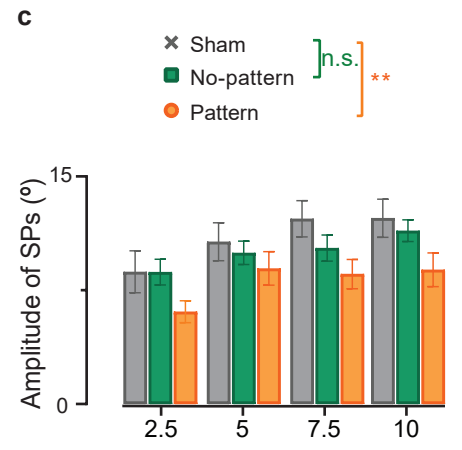 c
Sham
No-pattern
Pattern
n.s.
**
Amplitude of SPs (º)
15
0
2.5 5 7.5 10